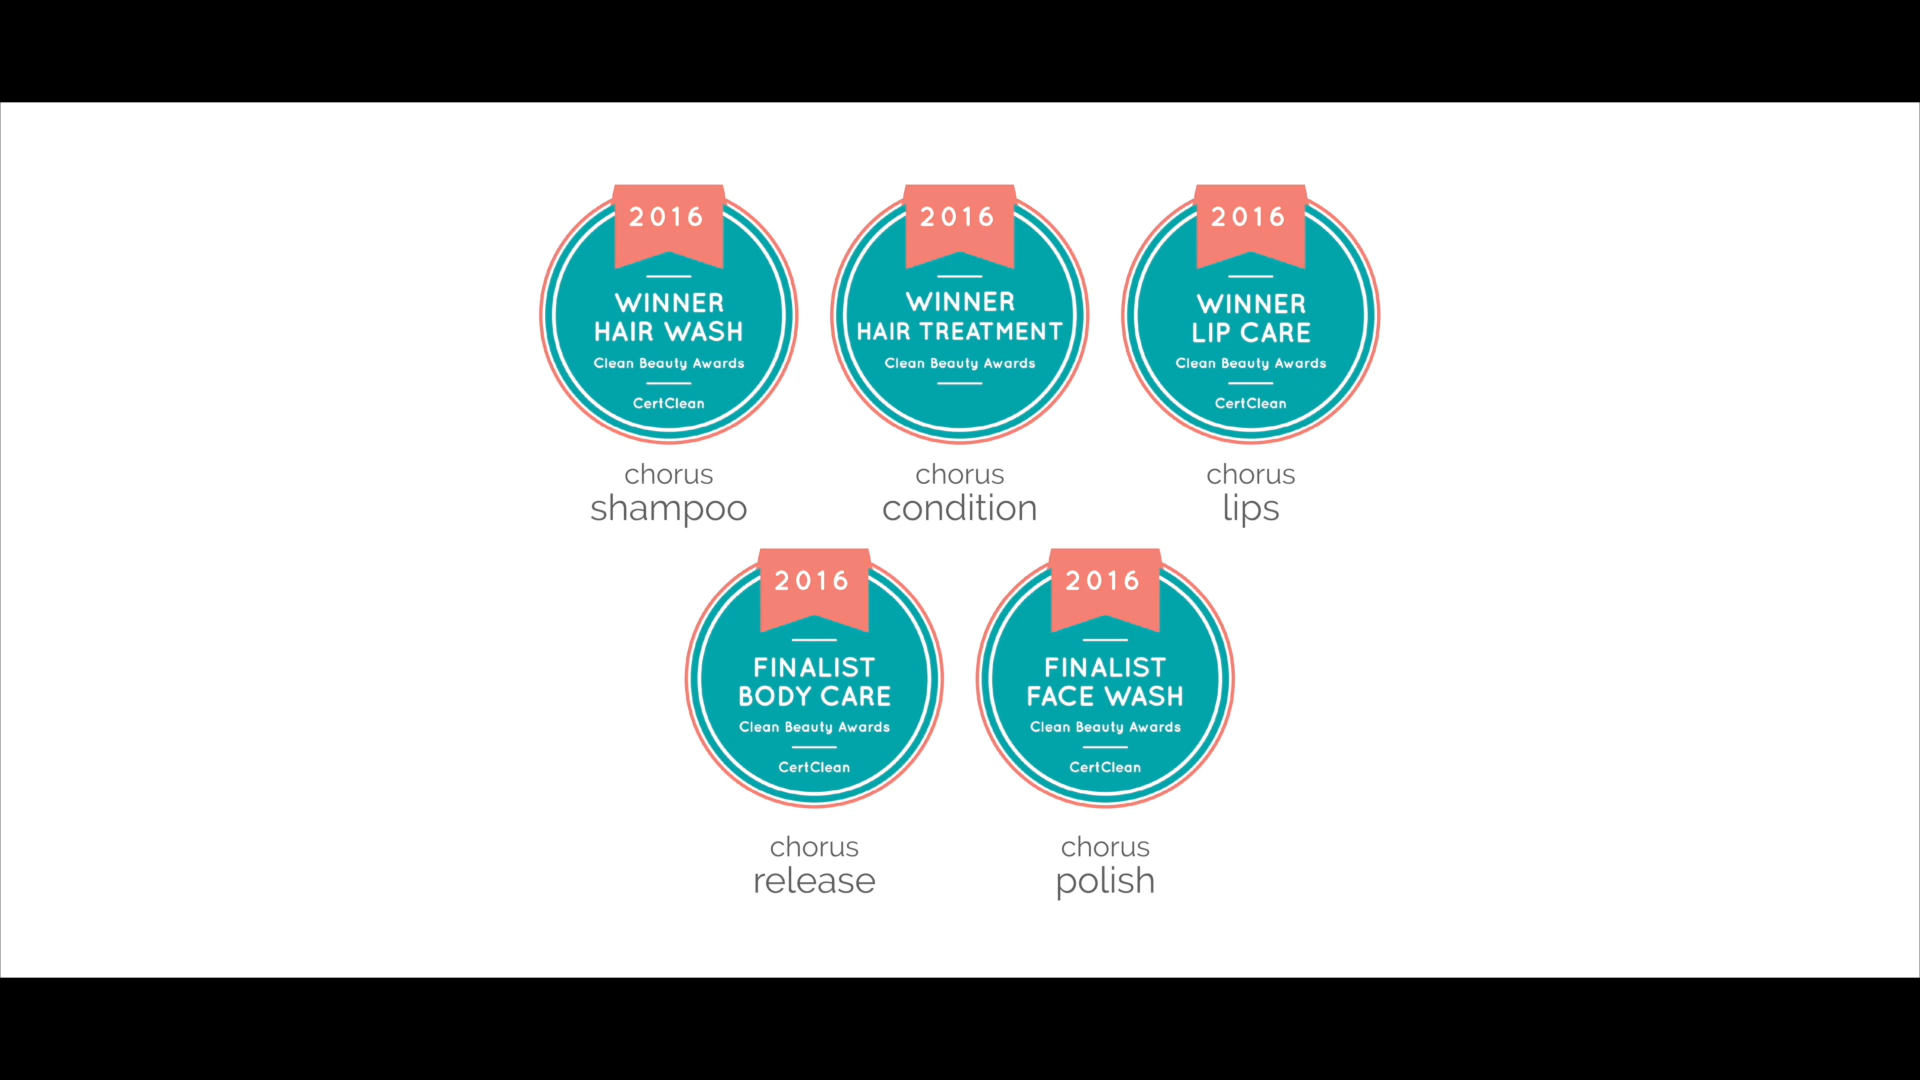 2016
WINNER
HAIR WASH
Clean Beauty Awards
CertClean
chorus
shampoo
2016
WINNER
HAIR TREATMENT
Clean Beauty Awards
chorus
condition
2016
WINNER
LIP CARE
Clean Beauty Awards
CertClean
chorus
lips
2016
FINALIST
BODY CARE
Clean Beauty Awards
CertClean
chorus
release
2016
FINALIST
FACE WASH
Clean Beauty Awards
CertClean
chorus
polish